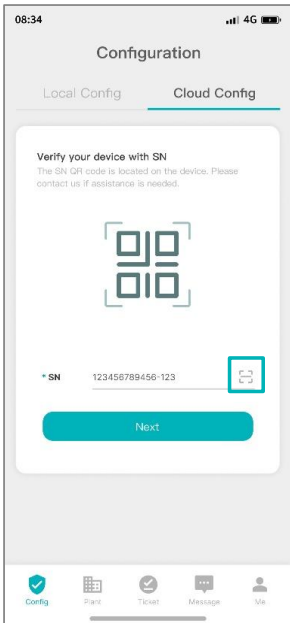 08:34
4G
Configuration
Local Config
Cloud Config
Verify your device with SN
The SN QR code is located on the device. Please
contact us if assistance is needed.
* SN
123456789456-123
Next
Config
Plant
Ticket
Message
Me